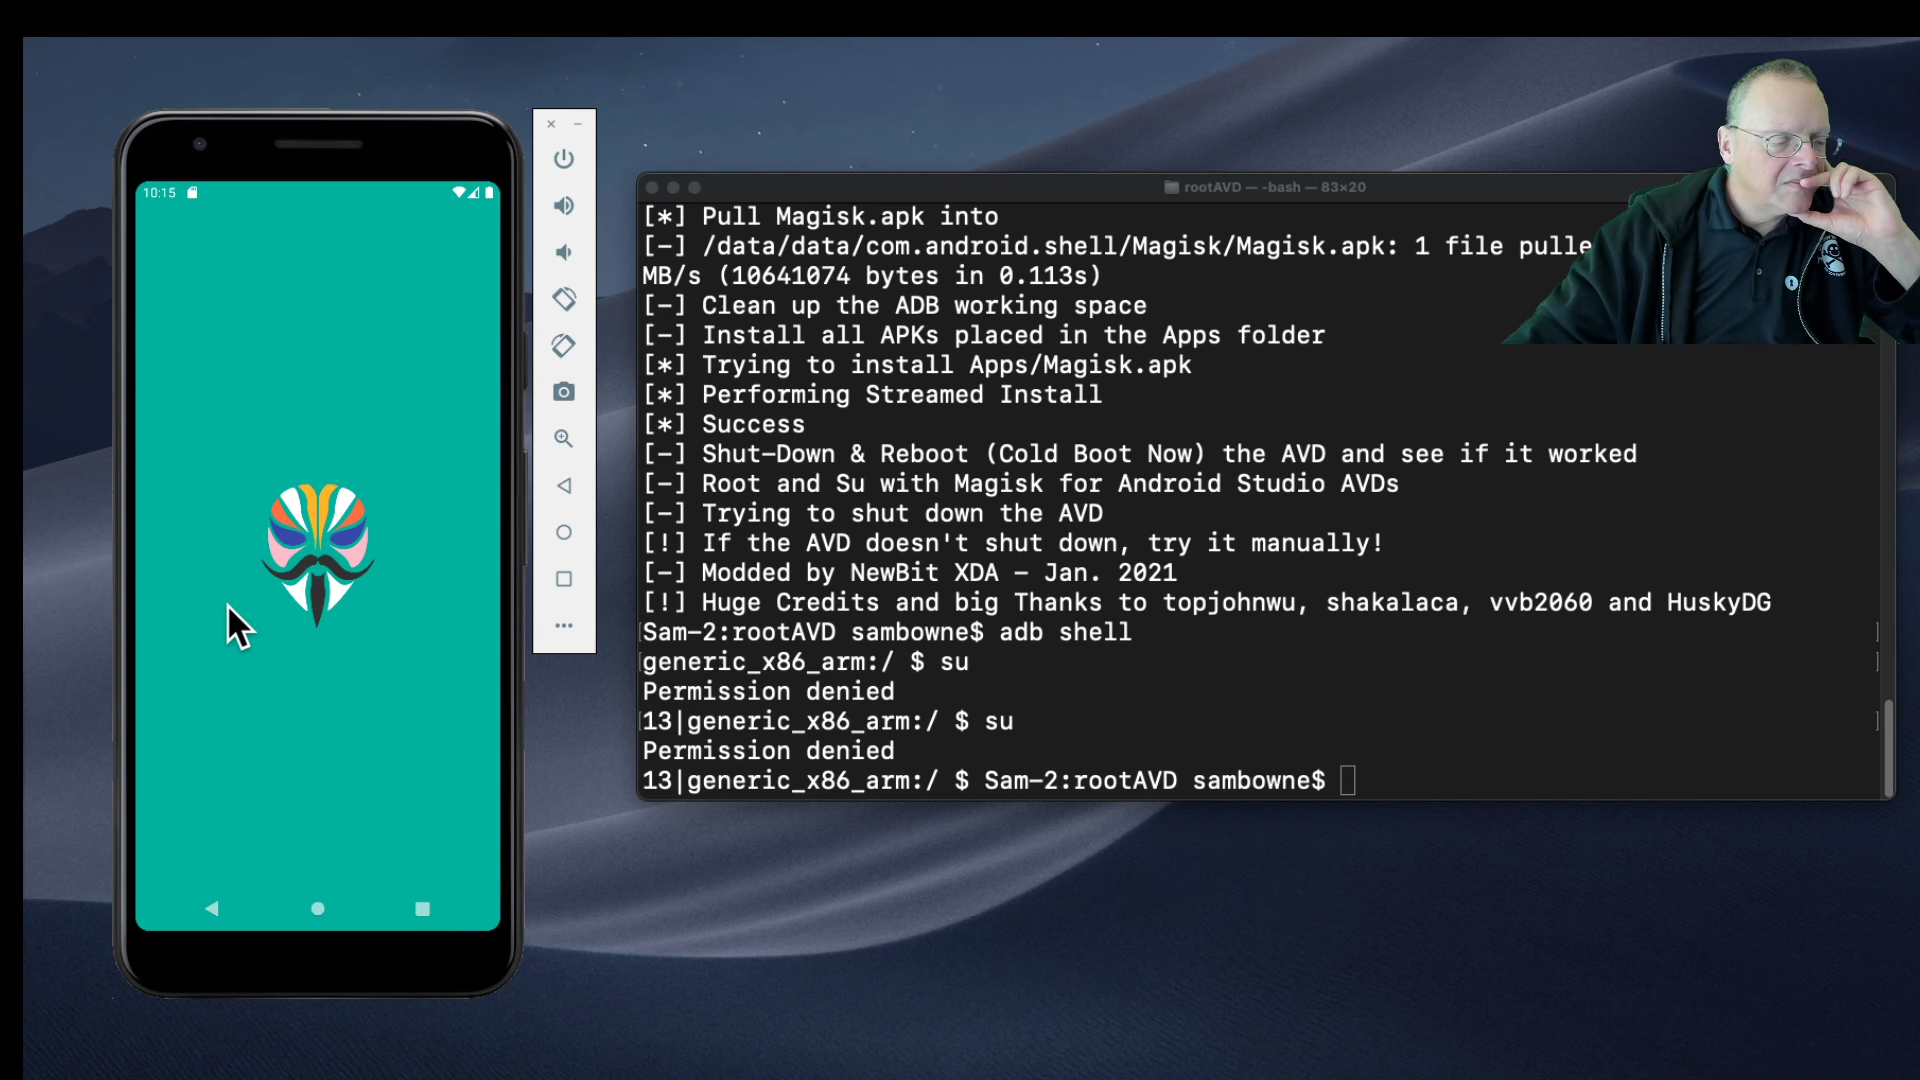 10:15
rootAVD — -bash — 83×20
[*] Pull Magisk.apk into
[-] /data/data/com.android.shell/Magisk/Magisk.apk: 1 file pulle
MB/s (10641074 bytes in 0.113s)
[-] Clean up the ADB working space
[-] Install all APKs placed in the Apps folder
[*] Trying to install Apps/Magisk.apk
[*] Performing Streamed Install
[*] Success
[-] Shut-Down & Reboot (Cold Boot Now) the AVD and see if it worked
[-] Root and Su with Magisk for Android Studio AVDs
[-] Trying to shut down the AVD
[!] If the AVD doesn't shut down, try it manually!
[-] Modded by NewBit XDA - Jan. 2021
[!] Huge Credits and big Thanks to topjohnwu, shakalaca, vvb2060 and HuskyDG
Sam-2:rootAVD sambowne$ adb shell
generic_x86_arm:/ $ su
Permission denied
13|generic_x86_arm:/ $ su
Permission denied
13|generic_x86_arm:/ $ Sam-2:rootAVD sambowne$